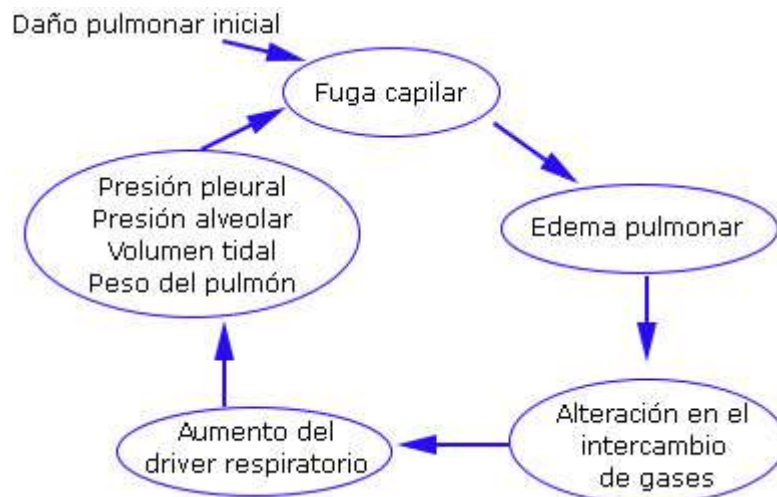 Daño pulmonar inicial
Fuga capilar
Edema pulmonar
Alteración en el
intercambio
de gases
Aumento del
driver respiratorio
Presión pleural
Presión alveolar
Volumen tidal
Peso del pulmón